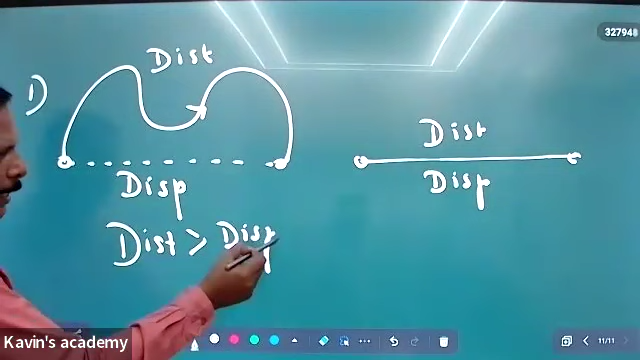 327948
1)
Dist
Disp
Dist > Disp
Dist
Disp
Kavin's academy
11/11